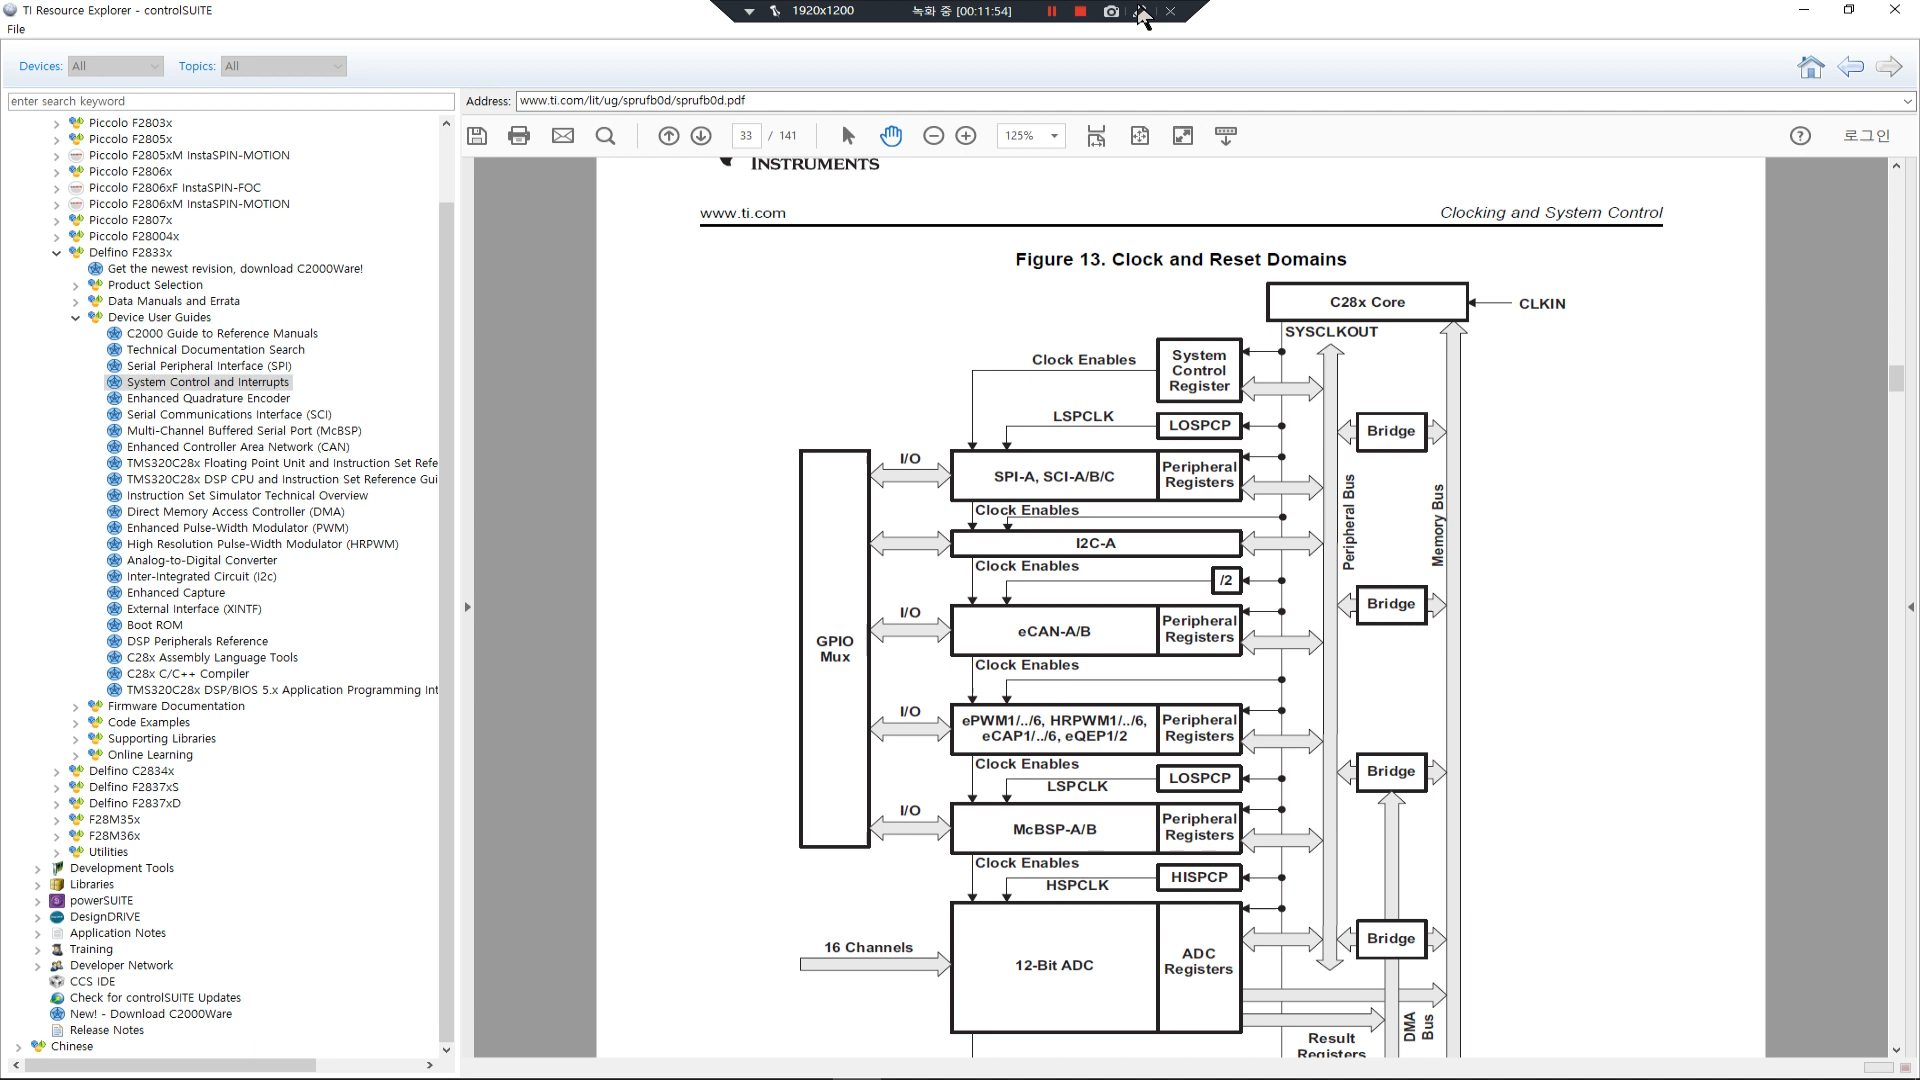 TI Resource Explorer - controlSUITE
1920x1200
녹화 중 [00:11:54]
File
Devices: All
Topics: All
enter search keyword
Address: www.ti.com/lit/ug/sprufb0d/sprufb0d.pdf
33 / 141
125%
로그인
Piccolo F2803x
Piccolo F2805x
Piccolo F2805xM InstaSPIN-MOTION
Piccolo F2806x
Piccolo F2806xF InstaSPIN-FOC
Piccolo F2806xM InstaSPIN-MOTION
Piccolo F2807x
Piccolo F28004x
Delfino F2833x
Get the newest revision, download C2000Ware!
Product Selection
Data Manuals and Errata
Device User Guides
C2000 Guide to Reference Manuals
Technical Documentation Search
Serial Peripheral Interface (SPI)
System Control and Interrupts
Enhanced Quadrature Encoder
Serial Communications Interface (SCI)
Multi-Channel Buffered Serial Port (McBSP)
Enhanced Controller Area Network (CAN)
TMS320C28x Floating Point Unit and Instruction Set Refe
TMS320C28x DSP CPU and Instruction Set Reference Gui
Instruction Set Simulator Technical Overview
Direct Memory Access Controller (DMA)
Enhanced Pulse-Width Modulator (PWM)
High Resolution Pulse-Width Modulator (HRPWM)
Analog-to-Digital Converter
Inter-Integrated Circuit (I2c)
Enhanced Capture
External Interface (XINTF)
Boot ROM
DSP Peripherals Reference
C28x Assembly Language Tools
C28x C/C++ Compiler
TMS320C28x DSP/BIOS 5.x Application Programming Int
Firmware Documentation
Code Examples
Supporting Libraries
Online Learning
Delfino C2834x
Delfino F2837xS
Delfino F2837xD
F28M35x
F28M36x
Utilities
Development Tools
Libraries
powerSUITE
DesignDRIVE
Application Notes
Training
Developer Network
CCS IDE
Check for controlSUITE Updates
New! - Download C2000Ware
Release Notes
Chinese
INSTRUMENTS
www.ti.com
Clocking and System Control
Figure 13. Clock and Reset Domains
C28x Core
CLKIN
SYSCLKOUT
Clock Enables
System
Control
Register
LSPCLK
LOSPCP
Bridge
I/O
SPI-A, SCI-A/B/C
Peripheral
Registers
Clock Enables
Peripheral Bus
Memory Bus
I2C-A
Clock Enables
/2
Bridge
I/O
GPIO
Mux
eCAN-A/B
Peripheral
Registers
Clock Enables
I/O
ePWM1/../6, HRPWM1/../6,
eCAP1/../6, eQEP1/2
Peripheral
Registers
Clock Enables
LSPCLK
LOSPCP
Bridge
I/O
McBSP-A/B
Peripheral
Registers
Clock Enables
HSPCLK
HISPCP
16 Channels
12-Bit ADC
ADC
Registers
Bridge
DMA
Bus
Result
Registers